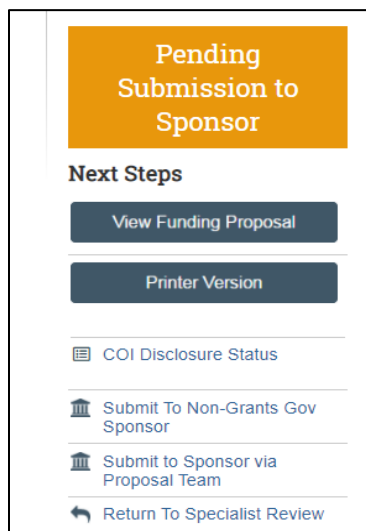 Pending
Submission to
Sponsor
Next Steps
View Funding Proposal
Printer Version
COI Disclosure Status
Submit To Non-Grants Gov
Sponsor
Submit to Sponsor via
Proposal Team
Return To Specialist Review